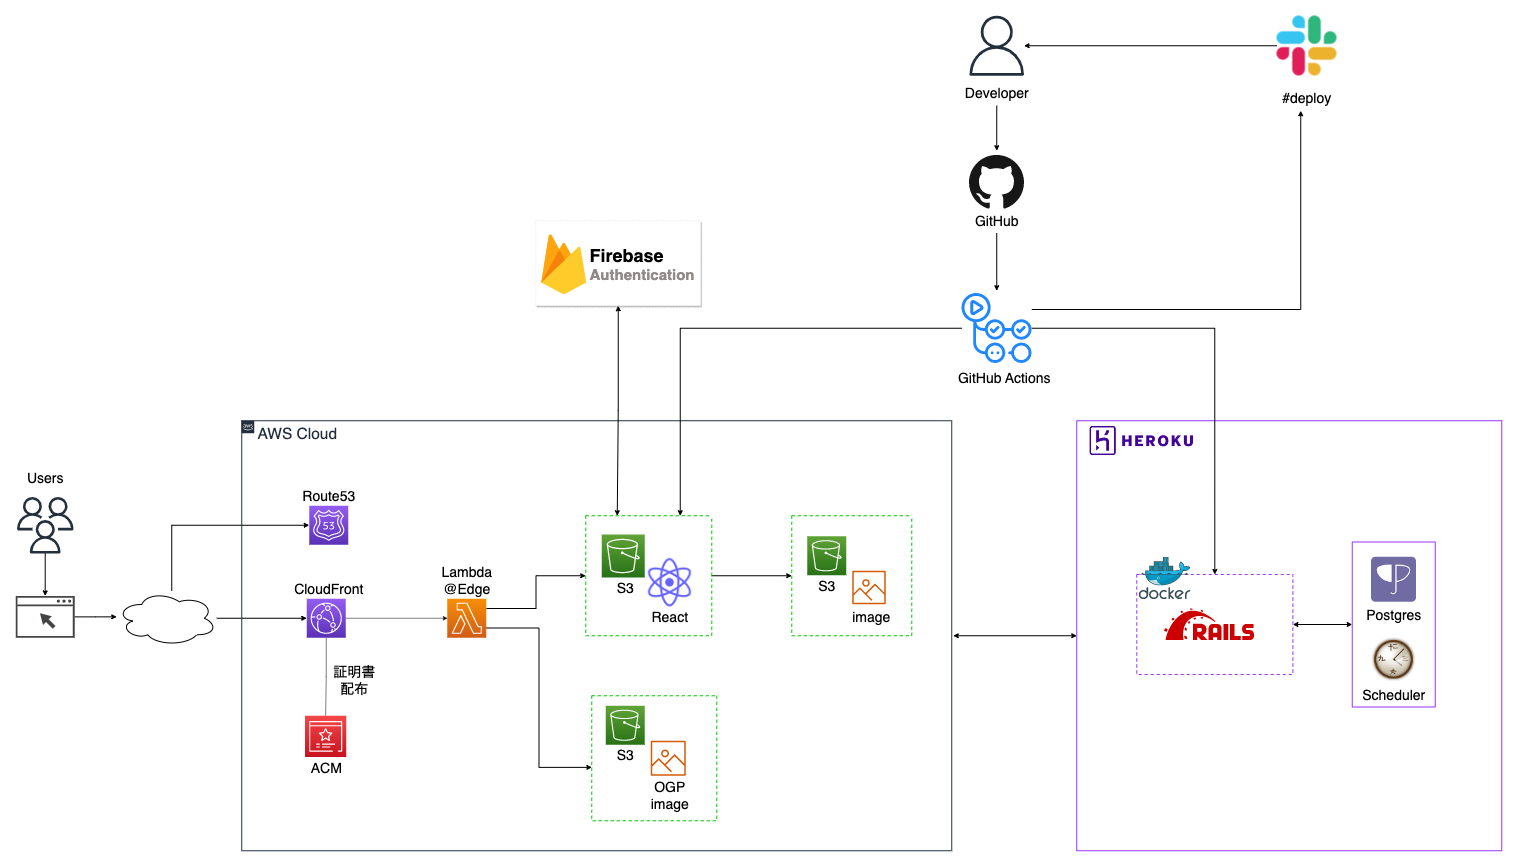 Developer
#deploy
GitHub
Firebase
Authentication
GitHub Actions
aws
AWS Cloud
HEROKU
Users
Route53
53
CloudFront
Lambda
@Edge
S3
React
S3
image
docker
RAILS
Postgres
Scheduler
証明書
配布
ACM
S3
OGP
image